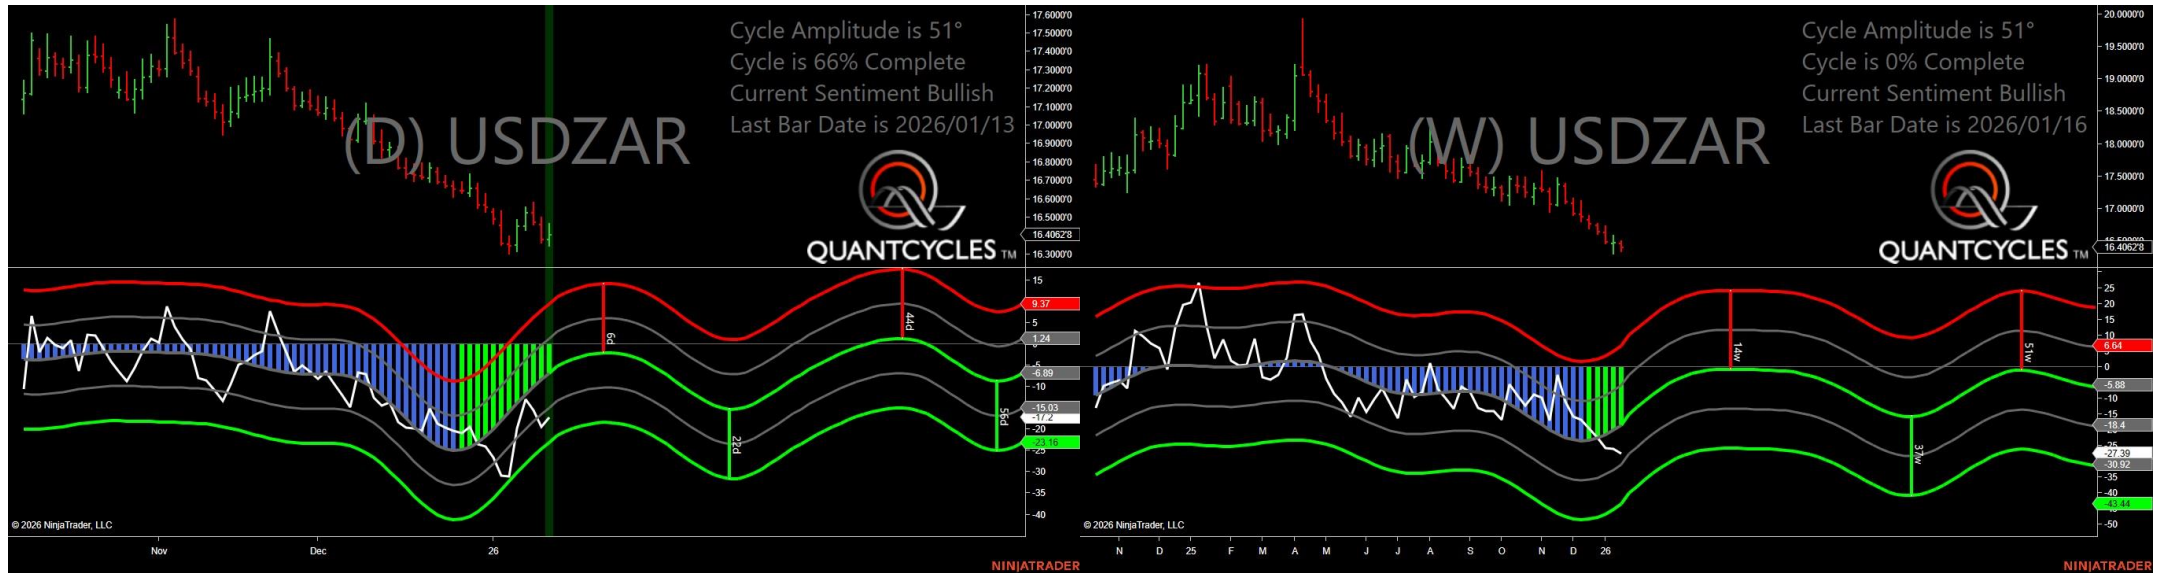 Cycle Amplitude is 51°
Cycle is 66% Complete
Current Sentiment Bullish
Last Bar Date is 2026/01/13
(D) USDZAR
QUANTCYCLES TM
17.6000'0
17.5000'0
17.4000'0
17.3000'0
17.2000'0
17.1000'0
17.0000'0
16.9000'0
16.8000'0
16.7000'0
16.6000'0
16.5000'0
16.4062'8
16.3000'0
15
9.37
5
1.24
-6.89
-10
-15.03
-17.2
-20
-23.16
-25
-30
-35
-40
6d
22d
44d
56d
© 2026 NinjaTrader, LLC
Nov
Dec
26
NINJATRADER
Cycle Amplitude is 51°
Cycle is 0% Complete
Current Sentiment Bullish
Last Bar Date is 2026/01/16
(W) USDZAR
QUANTCYCLES TM
20.0000'0
19.5000'0
19.0000'0
18.5000'0
18.0000'0
17.5000'0
17.0000'0
16.4062'8
25
20
15
10
6.64
0
-5.88
-10
-15
-18.4
-27.39
-30.92
-35
-40
-43.44
-50
14w
37w
51w
© 2026 NinjaTrader, LLC
N
D
25
F
M
A
M
J
J
A
S
O
N
D
26
NINJATRADER